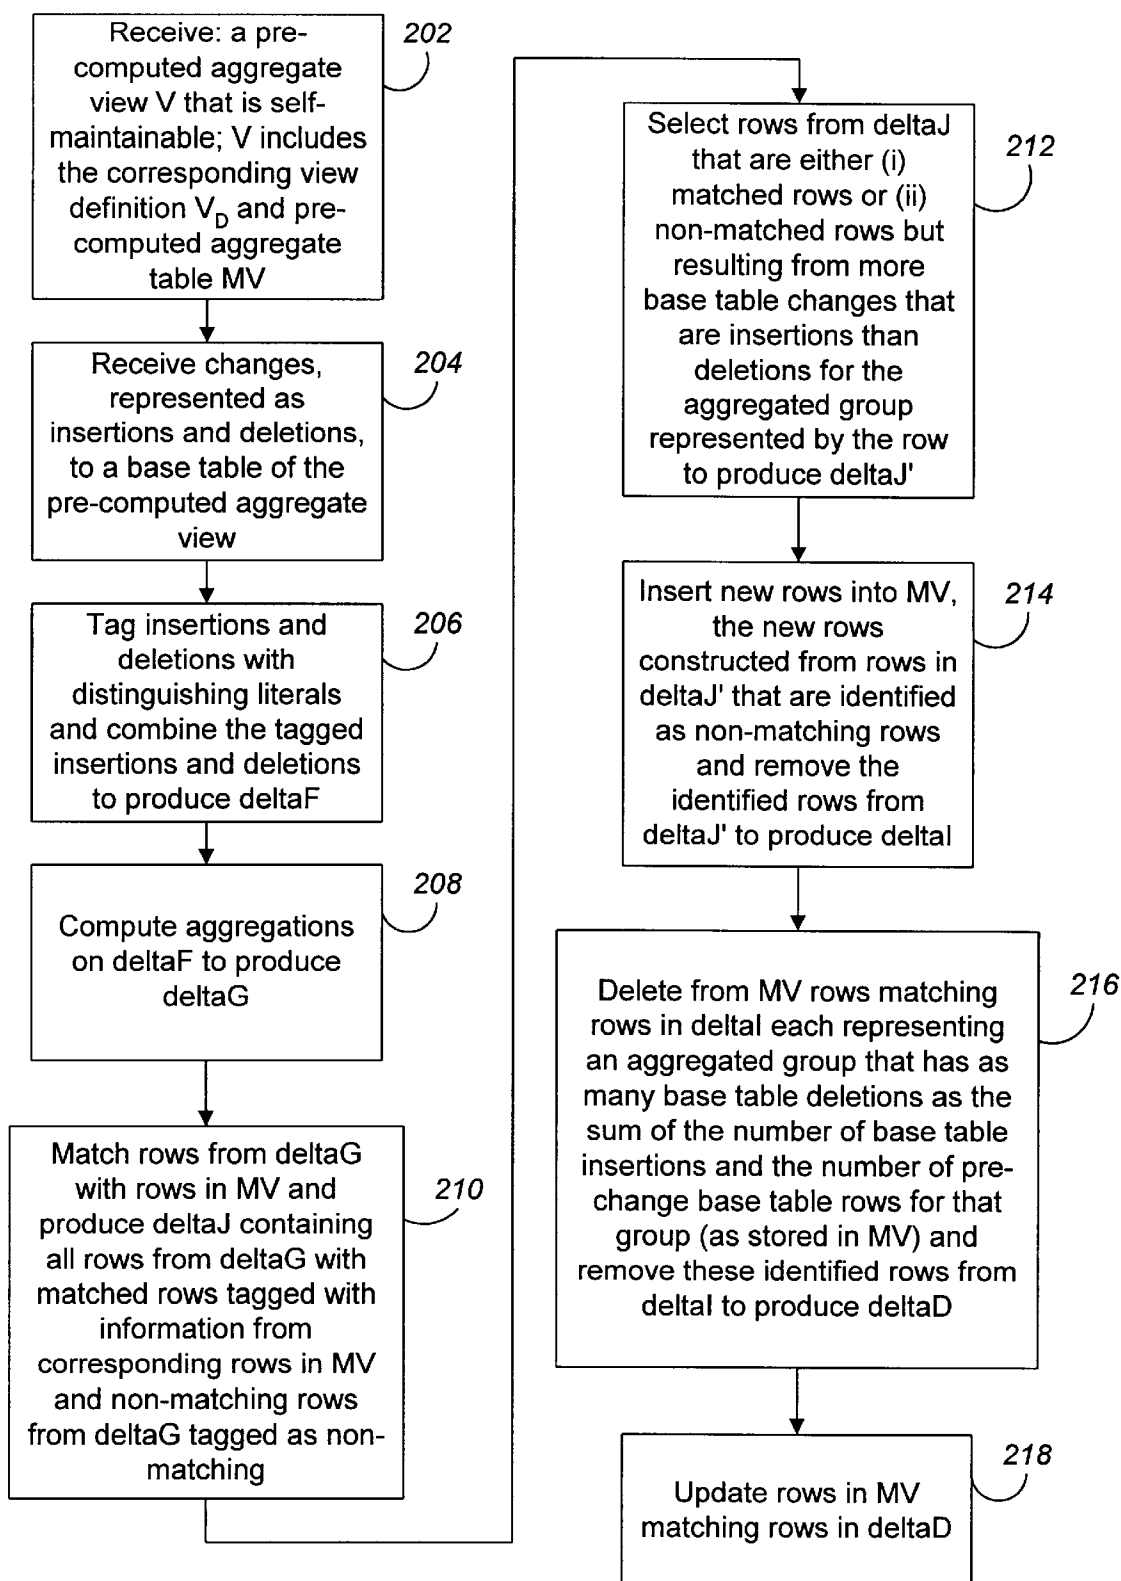 Receive: a pre-
computed aggregate
view V that is self-
maintainable; V includes
the corresponding view
definition VD and pre-
computed aggregate
table MV
202
Receive changes,
represented as
insertions and deletions,
to a base table of the
pre-computed aggregate
view
204
Tag insertions and
deletions with
distinguishing literals
and combine the tagged
insertions and deletions
to produce deltaF
206
Compute aggregations
on deltaF to produce
deltaG
208
Match rows from deltaG
with rows in MV and
produce deltaJ containing
all rows from deltaG with
matched rows tagged with
information from
corresponding rows in MV
and non-matching rows
from deltaG tagged as non-
matching
210
Select rows from deltaJ
that are either (i)
matched rows or (ii)
non-matched rows but
resulting from more
base table changes that
are insertions than
deletions for the
aggregated group
represented by the row
to produce deltaJ'
212
Insert new rows into MV,
the new rows
constructed from rows in
deltaJ' that are identified
as non-matching rows
and remove the
identified rows from
deltaJ' to produce deltaI
214
Delete from MV rows matching
rows in deltaI each representing
an aggregated group that has as
many base table deletions as the
sum of the number of base table
insertions and the number of pre-
change base table rows for that
group (as stored in MV) and
remove these identified rows from
deltaI to produce deltaD
216
Update rows in MV
matching rows in deltaD
218